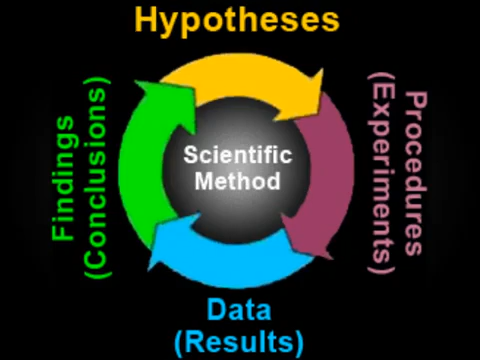 Hypotheses
Procedures
(Experiments)
Scientific
Method
Findings
(Conclusions)
Data
(Results)